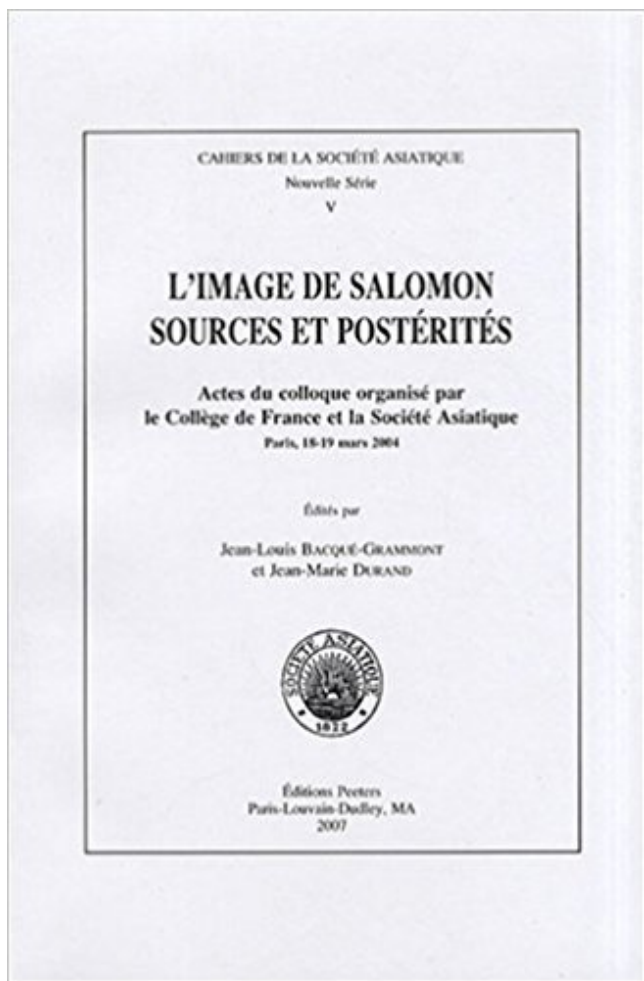 CAHIERS DE LA SOCIÉTÉ ASIATIQUE
Nouvelle Série
V
L'IMAGE DE SALOMON
SOURCES ET POSTÉRITÉS
Actes du colloque organisé par
le Collège de France et la Société Asiatique
Paris, 18-19 mars 2004
Édités par
Jean-Louis BACQUÉ-GRAMMONT
et Jean-Marie DURAND
SOCIÉTÉ ASIATIQUE
1822
Éditions Peeters
Paris-Louvain-Dudley, MA
2007